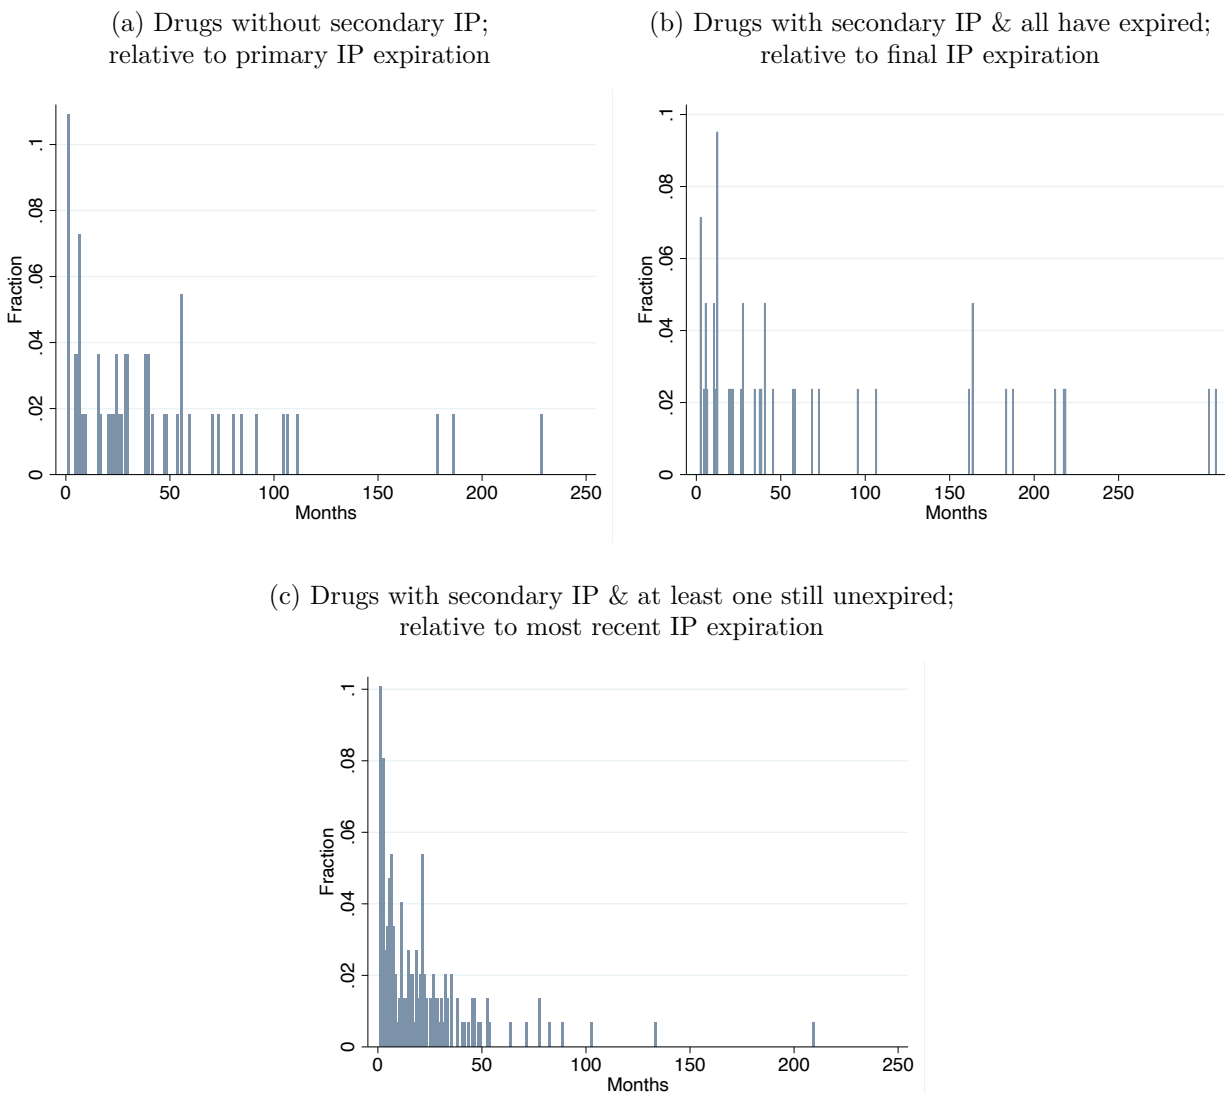 (a) Drugs without secondary IP;
relative to primary IP expiration
Fraction
.1
.08
.06
.04
.02
0
0 50 100 150 200 250
Months
(b) Drugs with secondary IP & all have expired;
relative to final IP expiration
Fraction
.1
.08
.06
.04
.02
0
0 50 100 150 200 250
Months
(c) Drugs with secondary IP & at least one still unexpired;
relative to most recent IP expiration
Fraction
.1
.08
.06
.04
.02
0
0 50 100 150 200 250
Months